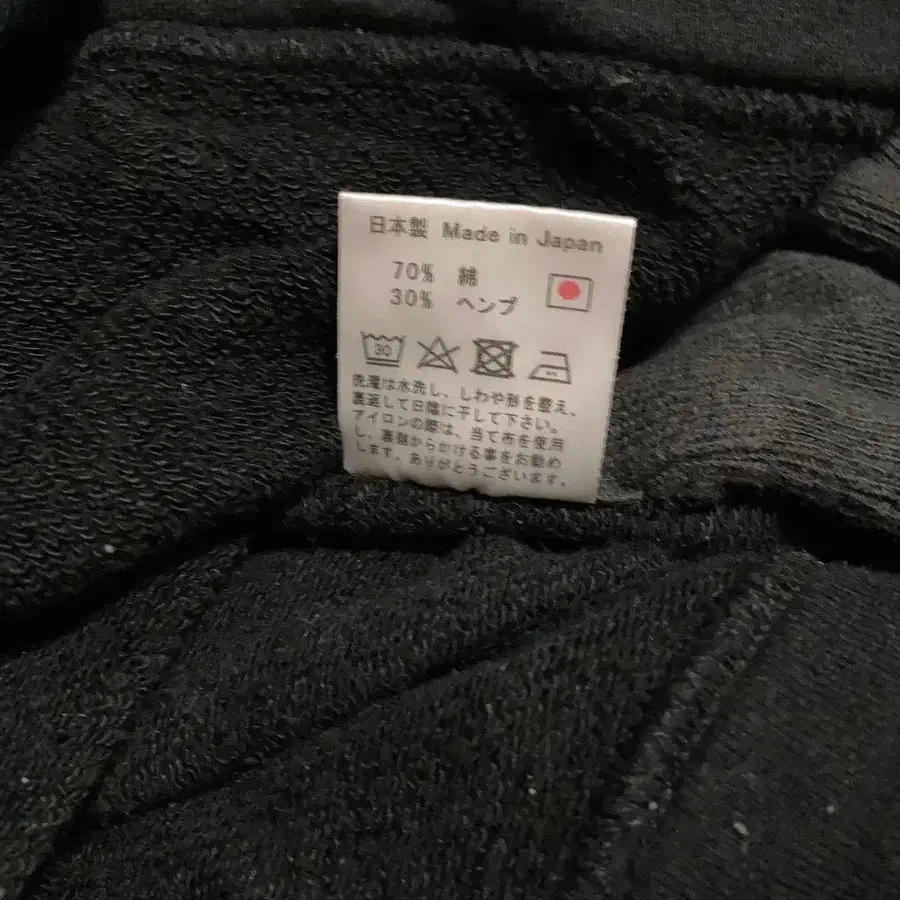 日本製 Made in Japan
70% 綿
30% ヘンプ
30
洗濯は水洗し、しわや形を整え、
裏返して日陰に干して下さい。
アイロンの際は、当て布を使用
し、裏側からかける事をお勧め
します。ありがとうございます。